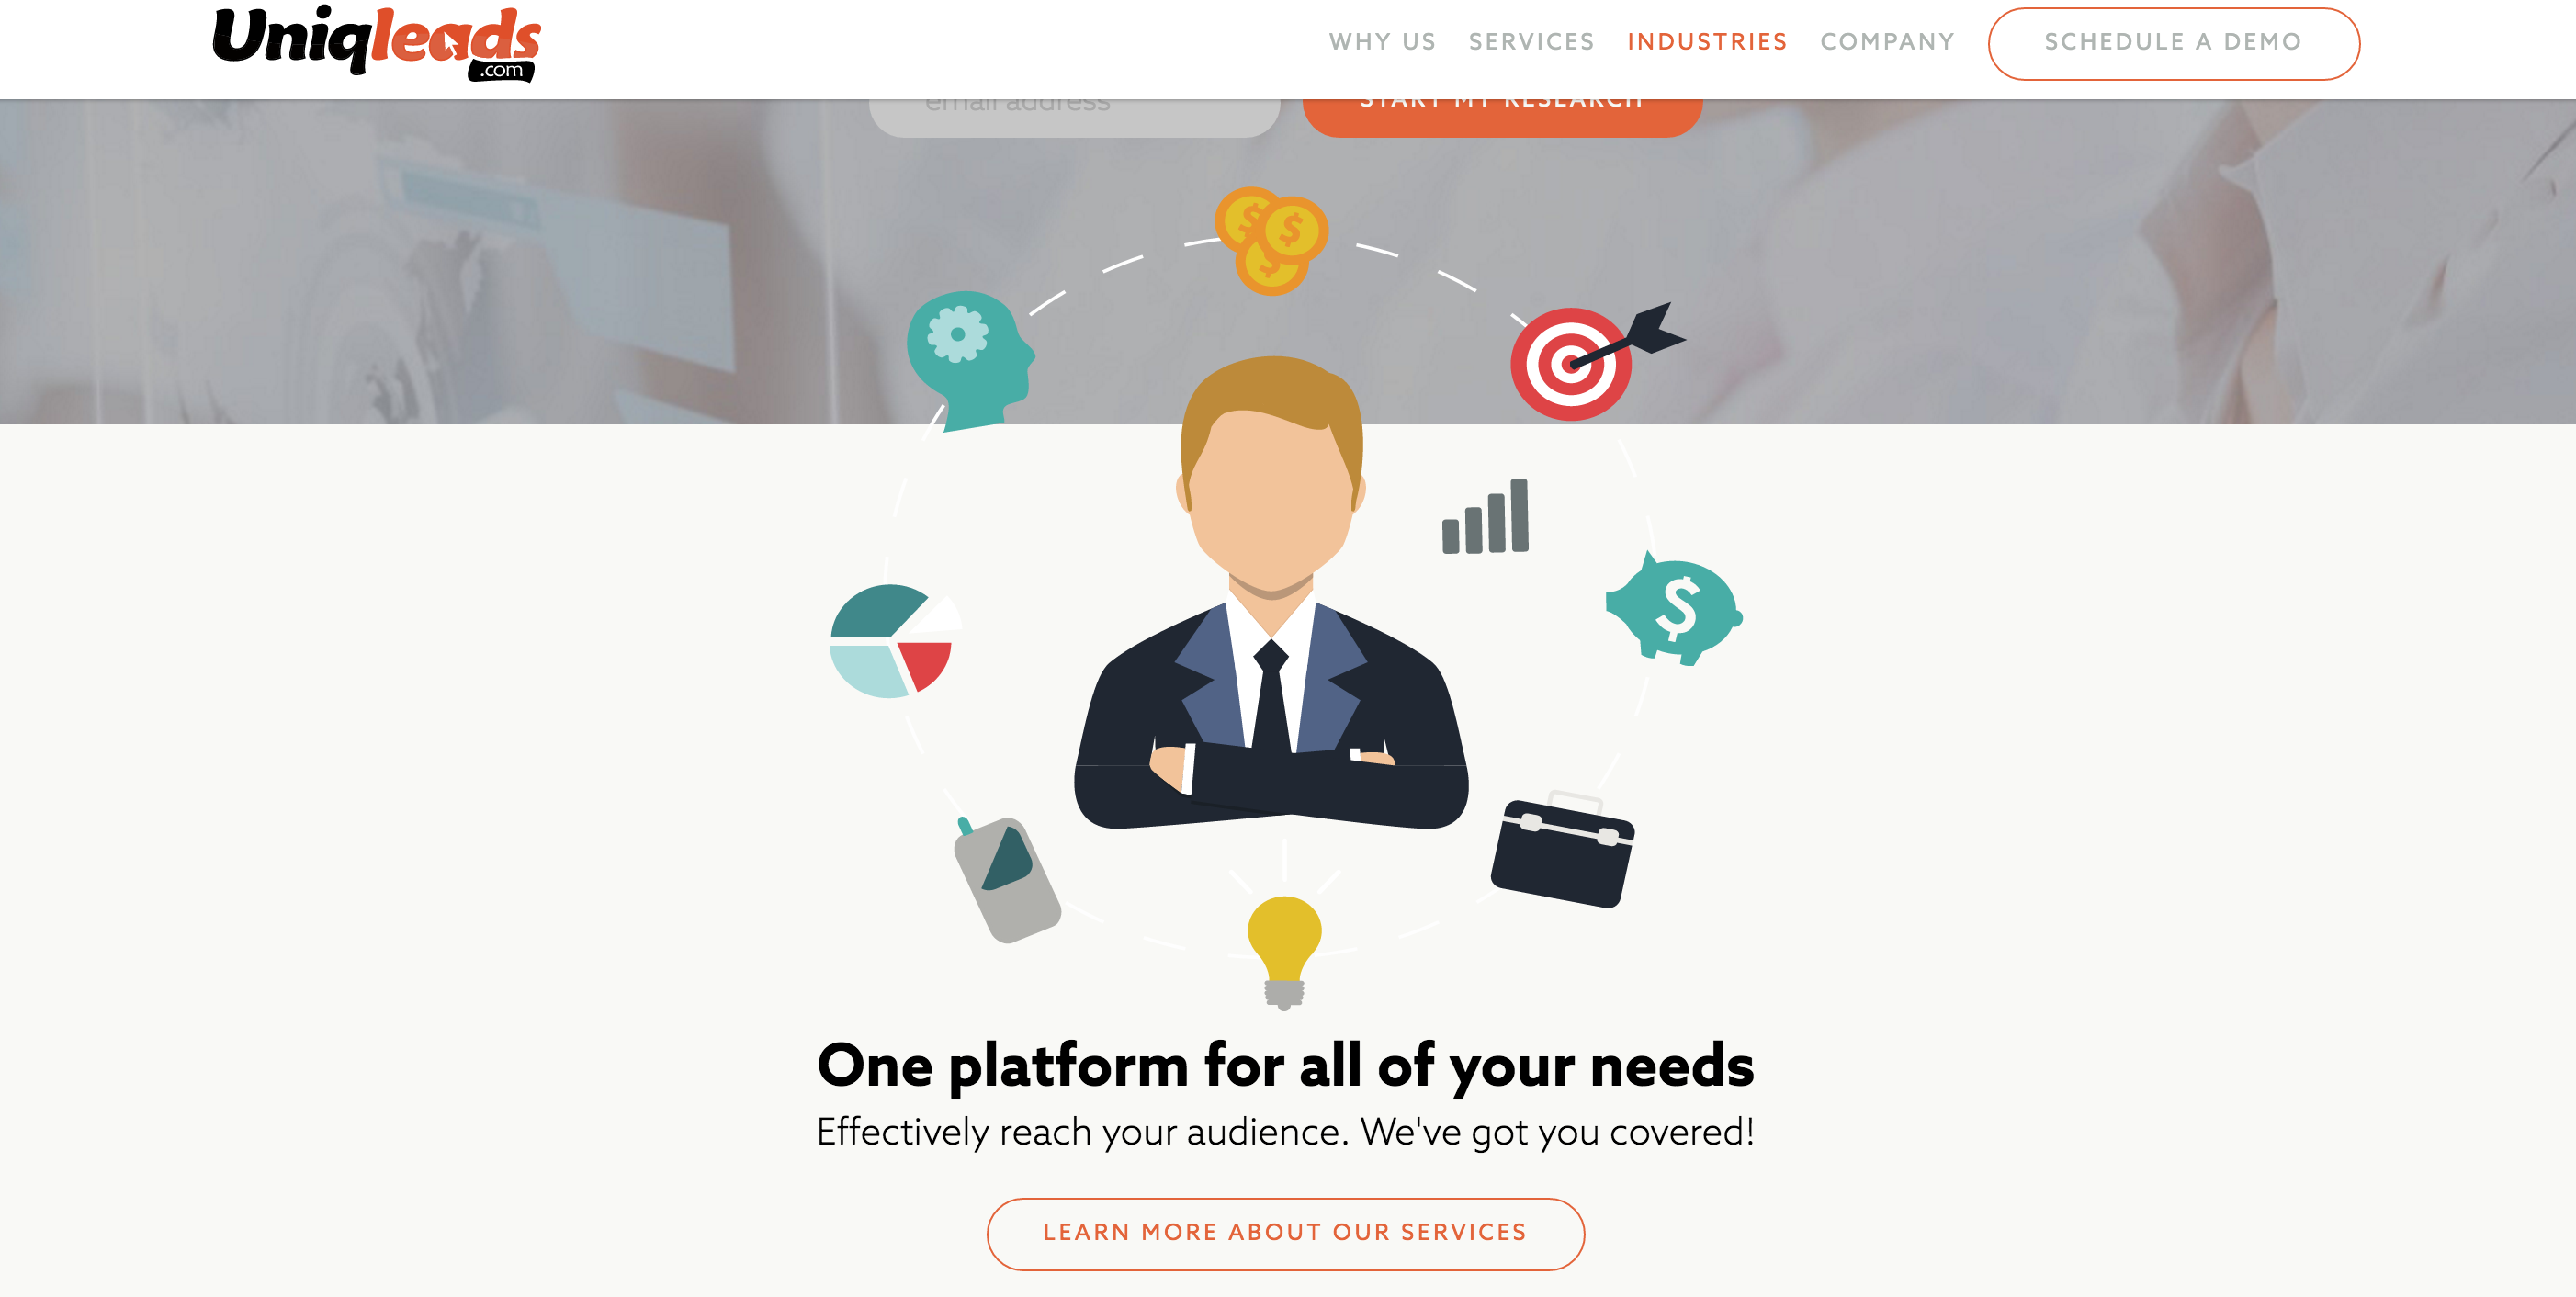 Uniqleads
.com
WHY US SERVICES INDUSTRIES COMPANY SCHEDULE A DEMO
email address START MY RESEARCH
$ $
$
$
One platform for all of your needs
Effectively reach your audience. We've got you covered!
LEARN MORE ABOUT OUR SERVICES